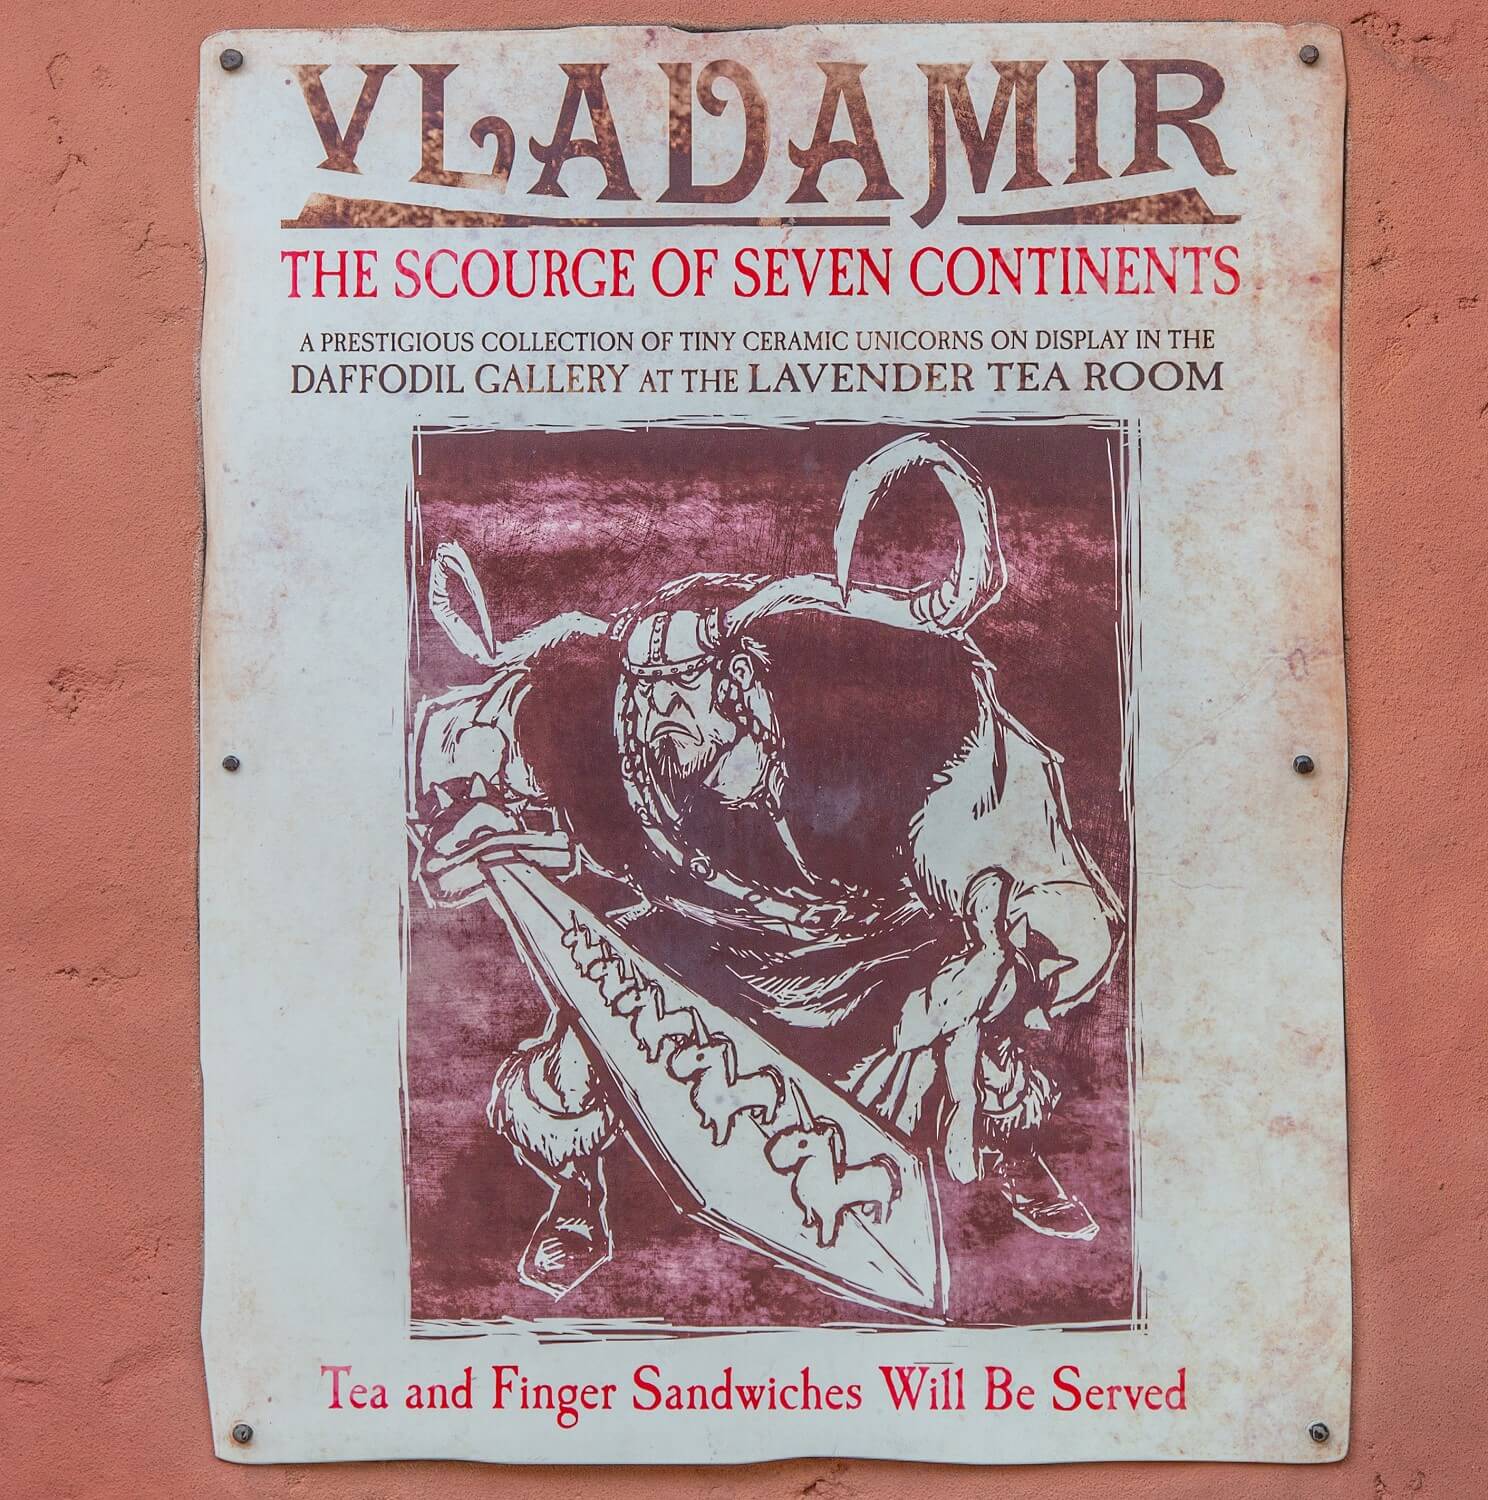 VLADAMIR
THE SCOURGE OF SEVEN CONTINENTS
A PRESTIGIOUS COLLECTION OF TINY CERAMIC UNICORNS ON DISPLAY IN THE
DAFFODIL GALLERY AT THE LAVENDER TEA ROOM
Tea and Finger Sandwiches Will Be Served